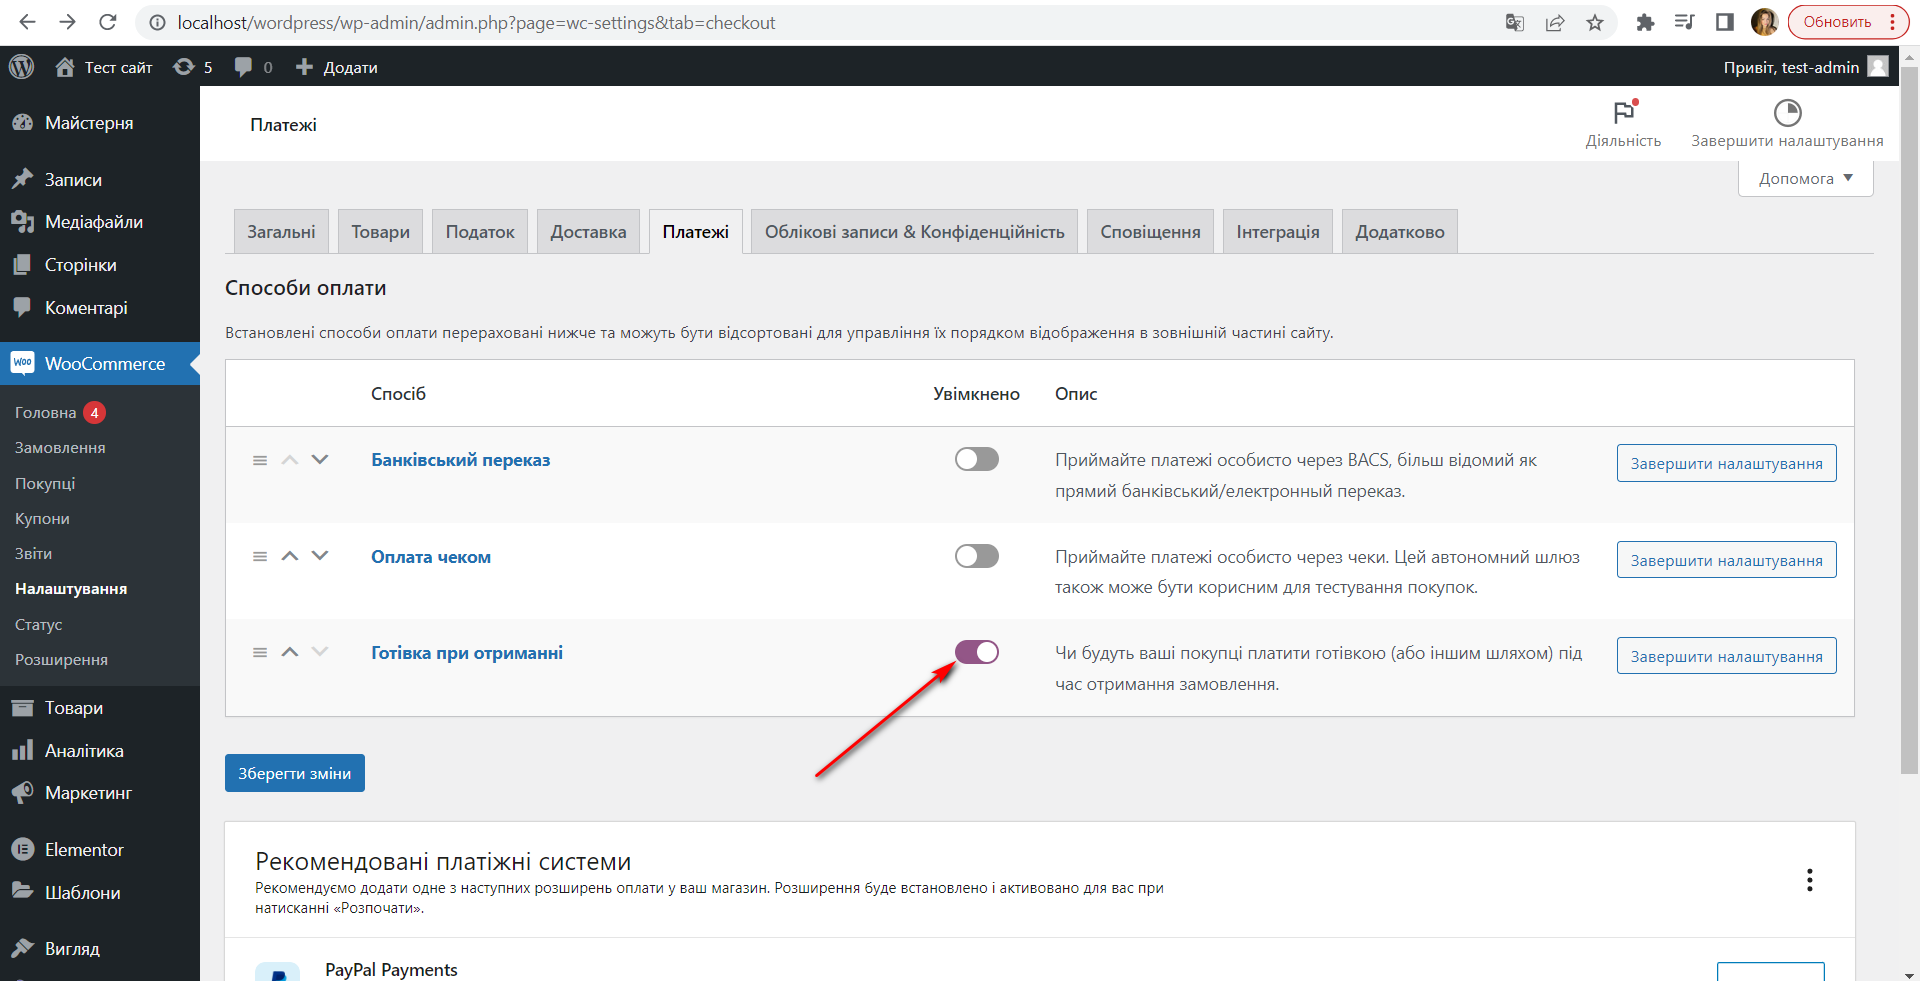 localhost/wordpress/wp-admin/admin.php?page=wc-settings&tab=checkout
Обновить
Тест сайт
5
0
Додати
Привіт, test-admin
Майстерня
Записи
Медіафайли
Сторінки
Коментарі
Woo
WooCommerce
Головна 4
Замовлення
Покупці
Купони
Звіти
Налаштування
Статус
Розширення
Товари
Аналітика
Маркетинг
Elementor
Шаблони
Вигляд
Платежі
Діяльність
Завершити налаштування
Допомога
Загальні
Товари
Податок
Доставка
Платежі
Облікові записи & Конфіденційність
Сповіщення
Інтеграція
Додатково
Способи оплати
Встановлені способи оплати перераховані нижче та можуть бути відсортовані для управління їх порядком відображення в зовнішній частині сайту.
Спосіб
Увімкнено
Опис
Банківський переказ
Приймайте платежі особисто через BACS, більш відомий як
прямий банківський/електронный переказ.
Завершити налаштування
Оплата чеком
Приймайте платежі особисто через чеки. Цей автономний шлюз
також може бути корисним для тестування покупок.
Завершити налаштування
Готівка при отриманні
Чи будуть ваші покупці платити готівкою (або іншим шляхом) під
час отримання замовлення.
Завершити налаштування
Зберегти зміни
Рекомендовані платіжні системи
Рекомендуємо додати одне з наступних розширень оплати у ваш магазин. Розширення буде встановлено і активовано для вас при
натисканні «Розпочати».
PayPal Payments